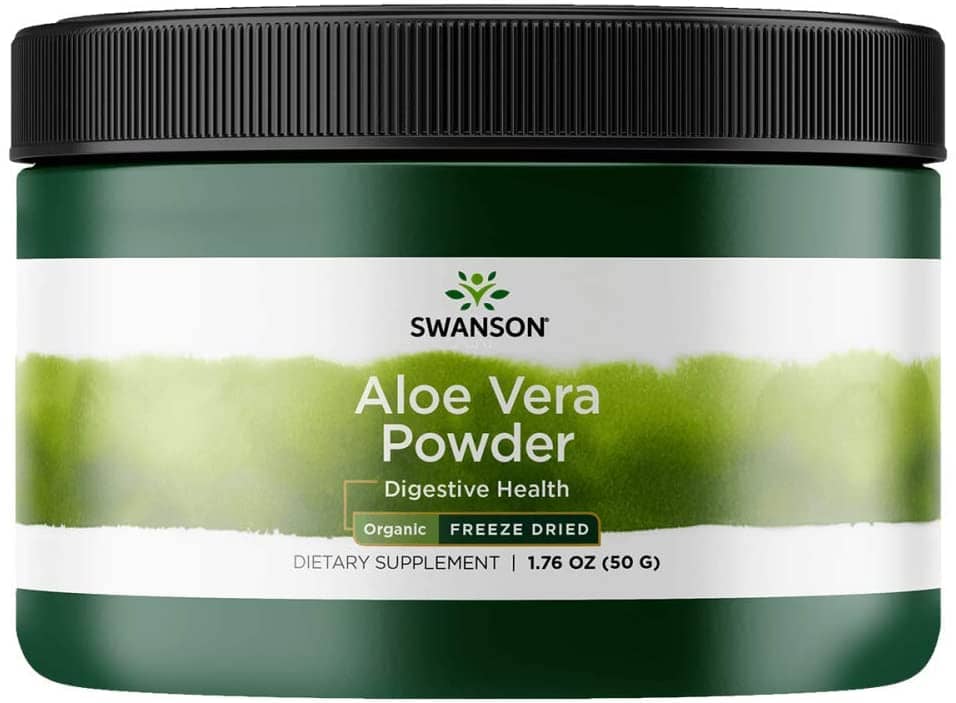 SWANSON®
Aloe Vera
Powder
Digestive Health
Organic FREEZE DRIED
DIETARY SUPPLEMENT | 1.76 OZ (50 G)